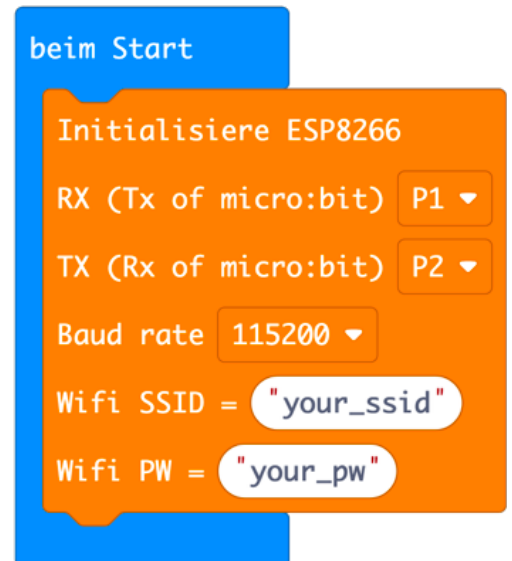 beim Start
Initialisiere ESP8266
RX (Tx of micro:bit) P1
TX (Rx of micro:bit) P2
Baud rate 115200
Wifi SSID = "your_ssid"
Wifi PW = "your_pw"